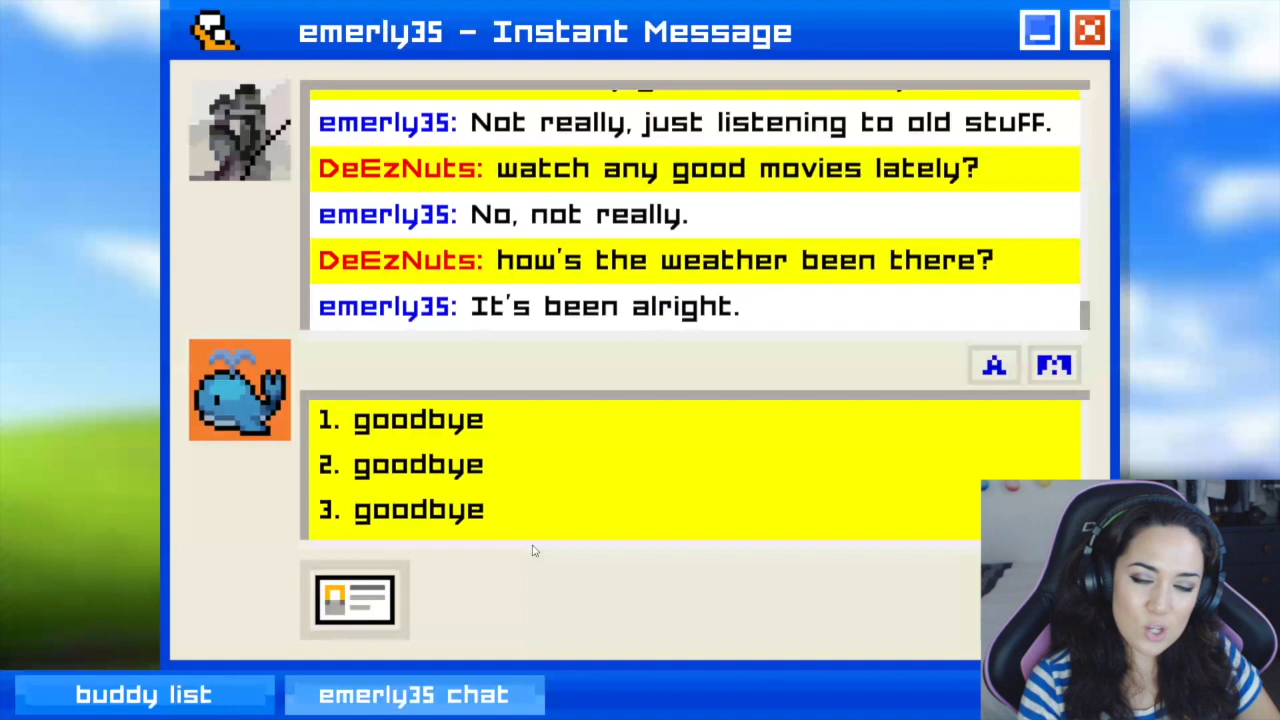 emerly35 - Instant Message
emerly35: Not really, just listening to old stuff.
DeEzNuts: watch any good movies lately?
emerly35: No, not really.
DeEzNuts: how's the weather been there?
emerly35: It's been alright.
A
1. goodbye
2. goodbye
3. goodbye
buddy list
emerly35 chat